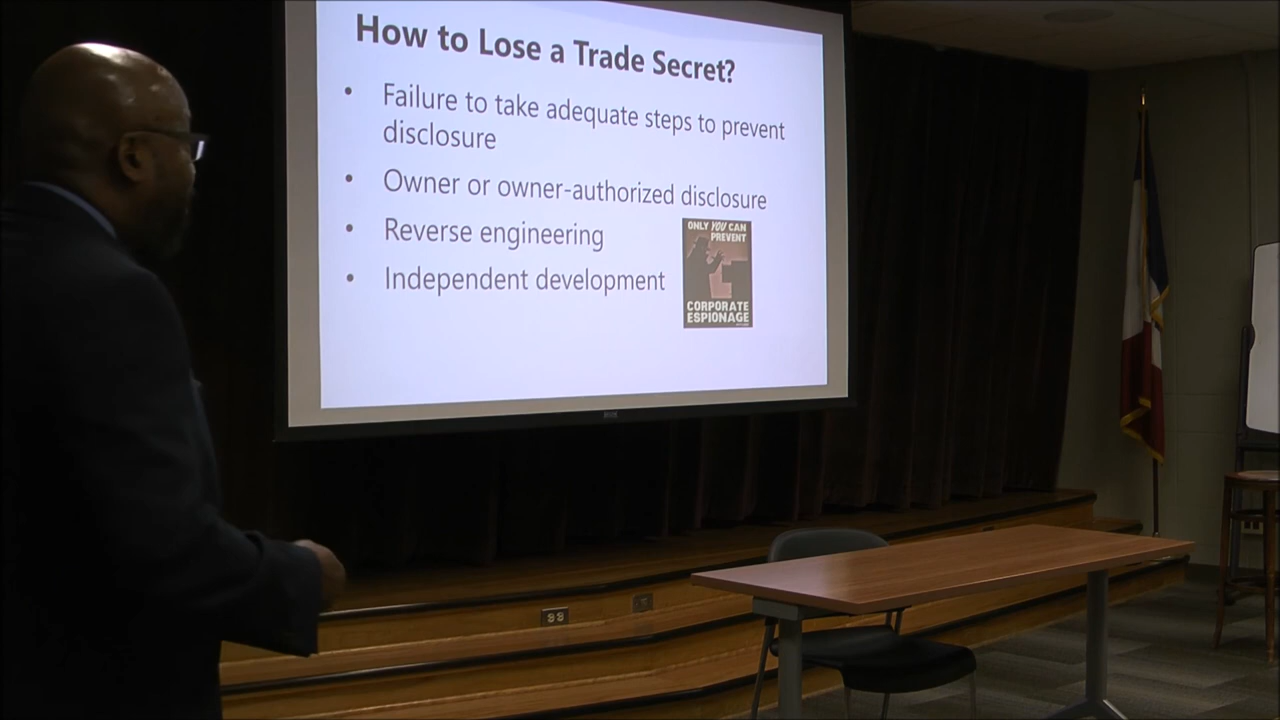 How to Lose a Trade Secret?
• Failure to take adequate steps to prevent
disclosure
• Owner or owner-authorized disclosure
• Reverse engineering
• Independent development
ONLY YOU CAN
PREVENT
CORPORATE
ESPIONAGE